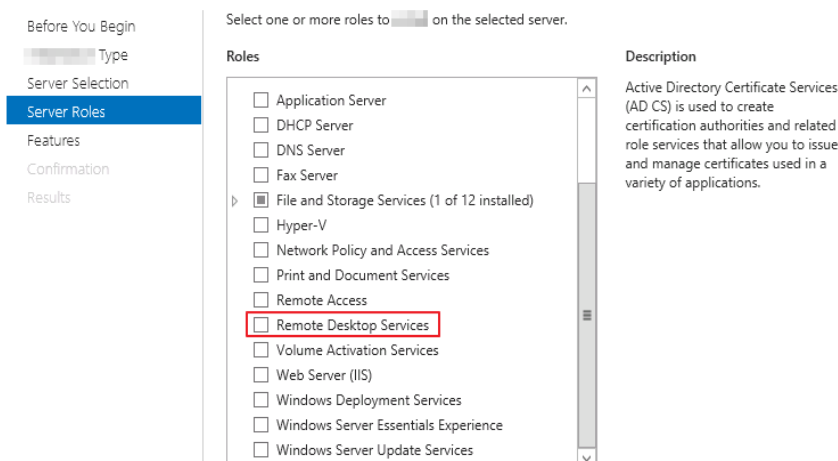 Before You Begin
Type
Server Selection
Server Roles
Features
Confirmation
Results
Select one or more roles to on the selected server.
Roles
Application Server
DHCP Server
DNS Server
Fax Server
File and Storage Services (1 of 12 installed)
Hyper-V
Network Policy and Access Services
Print and Document Services
Remote Access
Remote Desktop Services
Volume Activation Services
Web Server (IIS)
Windows Deployment Services
Windows Server Essentials Experience
Windows Server Update Services
Description
Active Directory Certificate Services
(AD CS) is used to create
certification authorities and related
role services that allow you to issue
and manage certificates used in a
variety of applications.